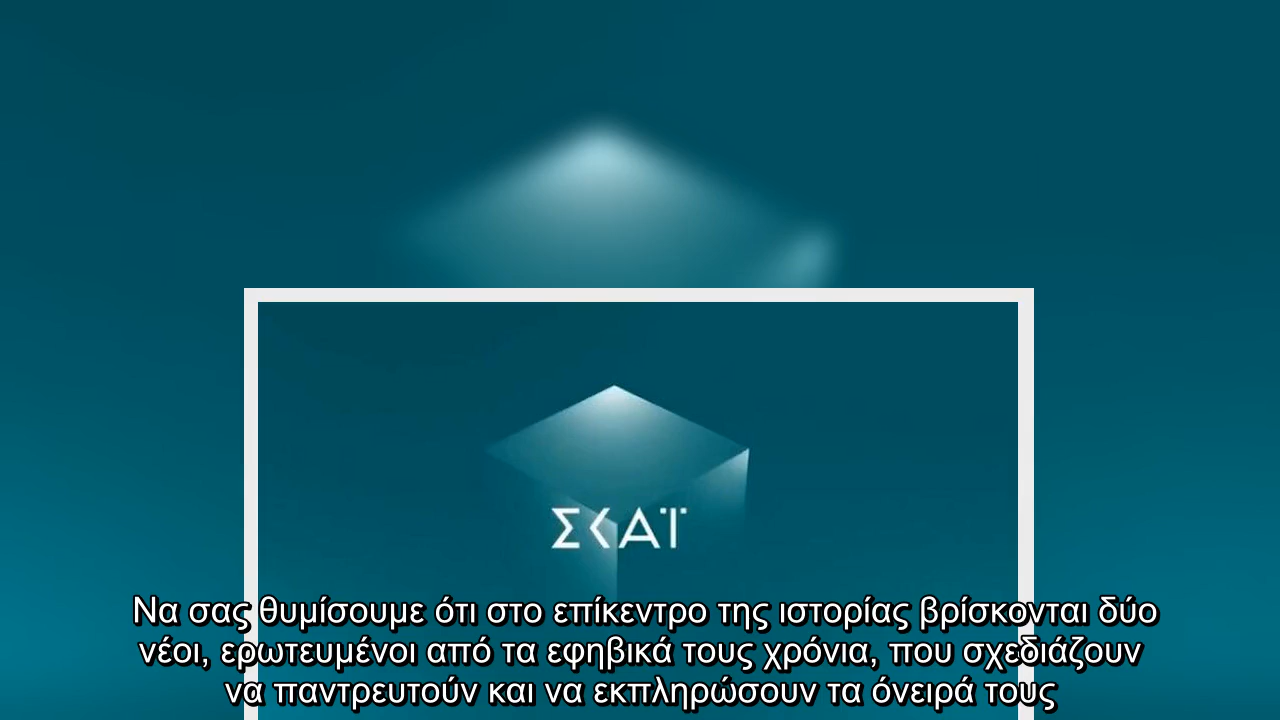 ΣΚΑΪ
Να σας θυμίσουμε ότι στο επίκεντρο της ιστορίας βρίσκονται δύο
νέοι, ερωτευμένοι από τα εφηβικά τους χρόνια, που σχεδιάζουν
να παντρευτούν και να εκπληρώσουν τα όνειρά τους